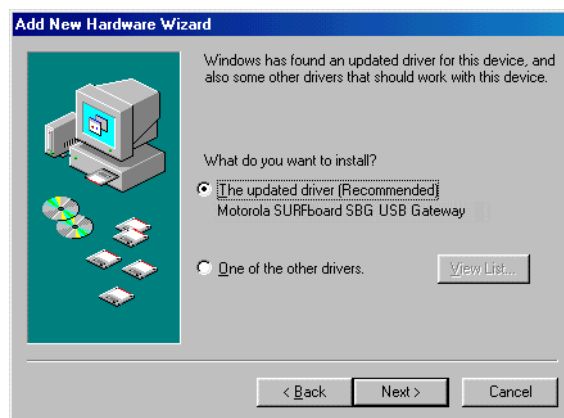 Add New Hardware Wizard
Windows has found an updated driver for this device, and
also some other drivers that should work with this device.
What do you want to install?
The updated driver (Recommended)
Motorola SURFboard SBG USB Gateway
One of the other drivers.
View List...
< Back
Next >
Cancel